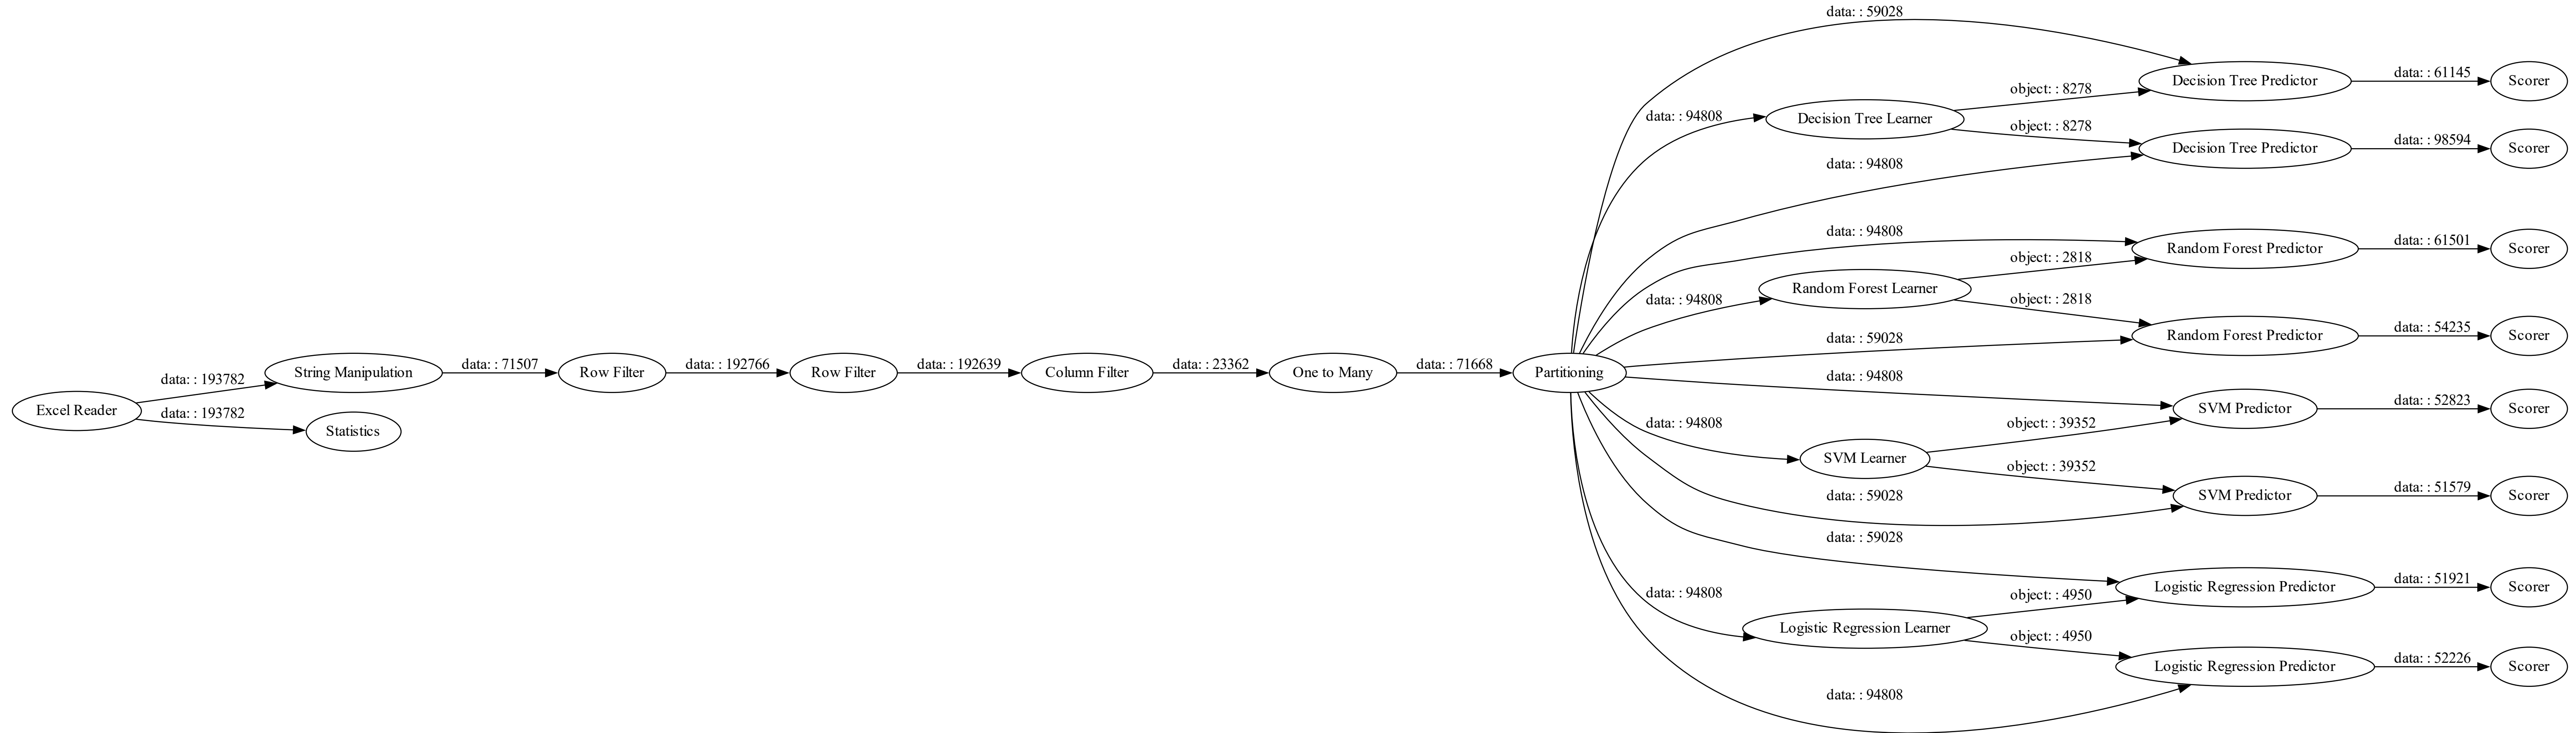 Excel Reader
data: : 193782
data: : 193782
String Manipulation
Statistics
data: : 71507
Row Filter
data: : 192766
Row Filter
data: : 192639
Column Filter
data: : 23362
One to Many
data: : 71668
Partitioning
data: : 59028
data: : 94808
Decision Tree Learner
object: : 8278
object: : 8278
data: : 94808
Decision Tree Predictor
data: : 61145
Scorer
Decision Tree Predictor
data: : 98594
Scorer
data: : 94808
data: : 94808
Random Forest Learner
object: : 2818
object: : 2818
data: : 59028
Random Forest Predictor
data: : 61501
Scorer
Random Forest Predictor
data: : 54235
Scorer
data: : 94808
data: : 94808
SVM Learner
object: : 39352
object: : 39352
data: : 59028
SVM Predictor
data: : 52823
Scorer
SVM Predictor
data: : 51579
Scorer
data: : 59028
data: : 94808
Logistic Regression Learner
object: : 4950
object: : 4950
data: : 94808
Logistic Regression Predictor
data: : 51921
Scorer
Logistic Regression Predictor
data: : 52226
Scorer